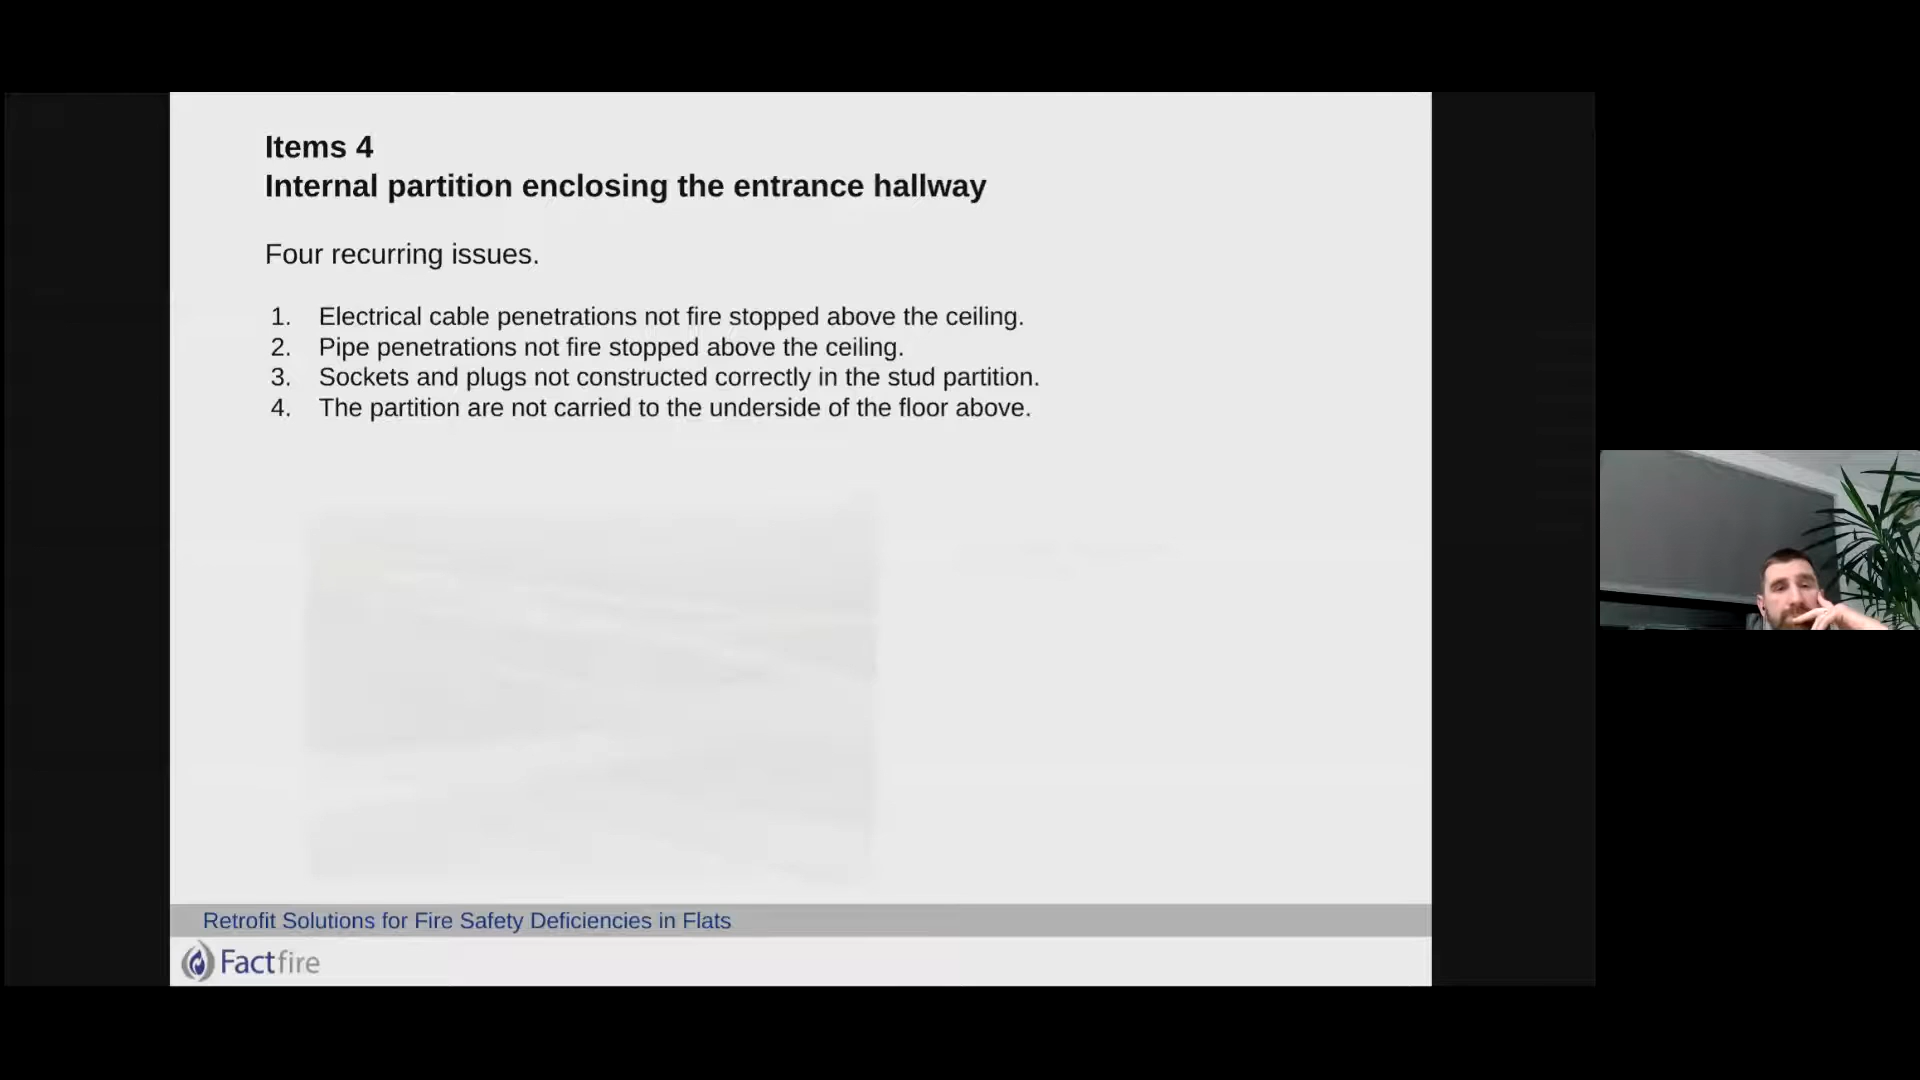 Items 4
Internal partition enclosing the entrance hallway
Four recurring issues.
1. Electrical cable penetrations not fire stopped above the ceiling.
2. Pipe penetrations not fire stopped above the ceiling.
3. Sockets and plugs not constructed correctly in the stud partition.
4. The partition are not carried to the underside of the floor above.
Retrofit Solutions for Fire Safety Deficiencies in Flats
Factfire